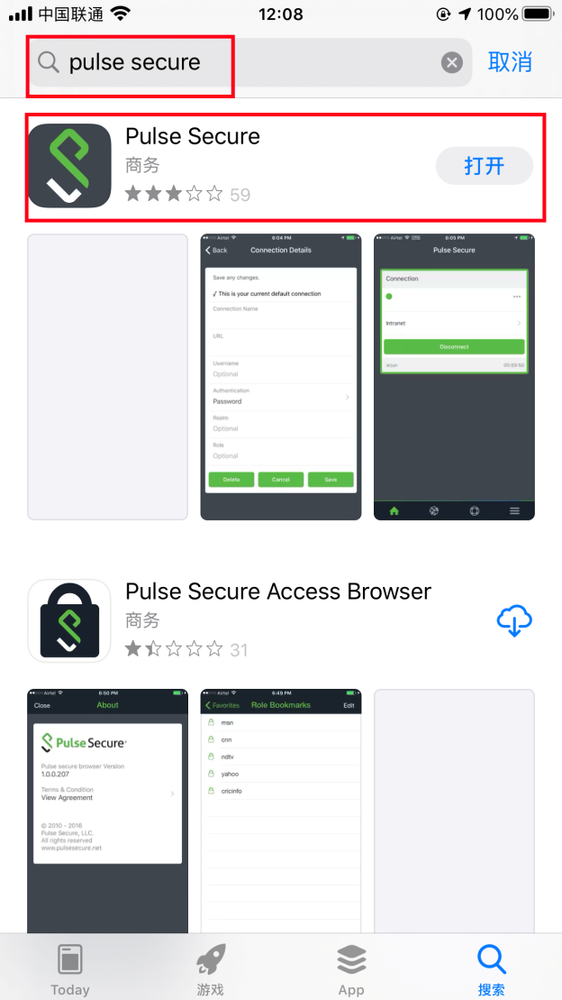 中国联通
12:08
100%
pulse secure
取消
Pulse Secure
商务
59
打开
Airtel
6:04 PM
Back
Connection Details
Save any changes.
√ This is your current default connection
Connection Name
URL
Username
Optional
Authentication
Password
Realm
Optional
Role
Optional
Delete
Cancel
Save
Airtel
6:05 PM
Pulse Secure
Connection
Intranet
Disconnect
arjun
Pulse Secure Access Browser
商务
31
Airtel
6:50 PM
Close
About
Pulse Secure
Pulse secure browser Version
1.0.0.207
Terms & Condition
View Agreement
© 2010 – 2016
Pulse Secure, LLC.
All rights reserved
www.pulsesecure.net
Airtel
6:49 PM
Favorites
Role Bookmarks
Edit
msn
cnn
ndtv
yahoo
cricinfo
Today
游戏
App
搜索